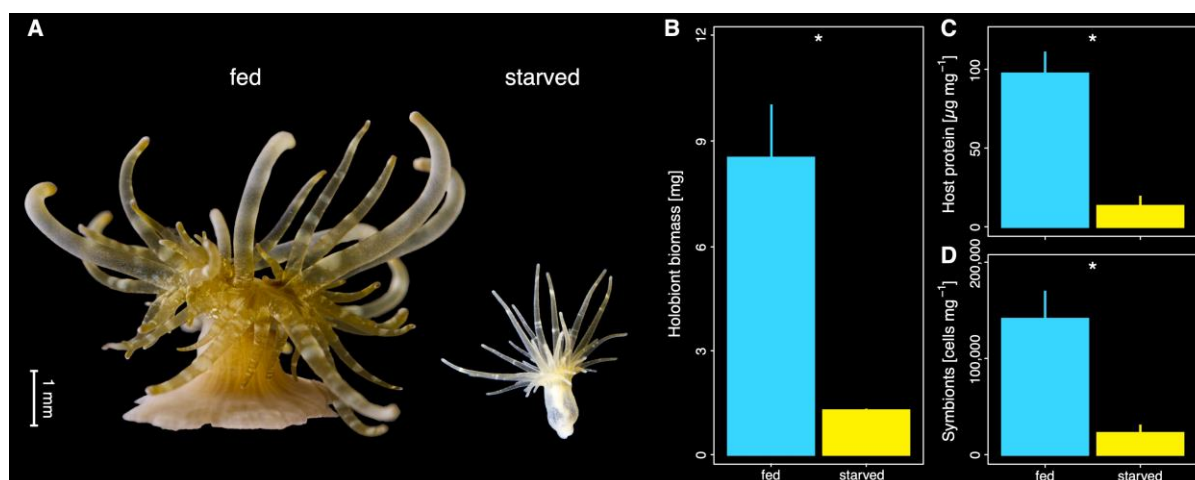 A
fed
starved
1 mm
B
12
9
6
3
0
Holobiont biomass [mg]
*
fed
starved
C
100
50
0
Host protein [µg mg⁻¹]
*
D
200,000
100,000
0
Symbionts [cells mg⁻¹]
*
fed
starved